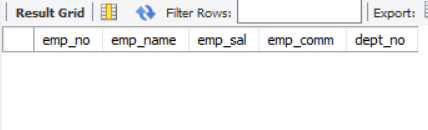 Result Grid Filter Rows: Export:
emp_no emp_name emp_sal emp_comm dept_no